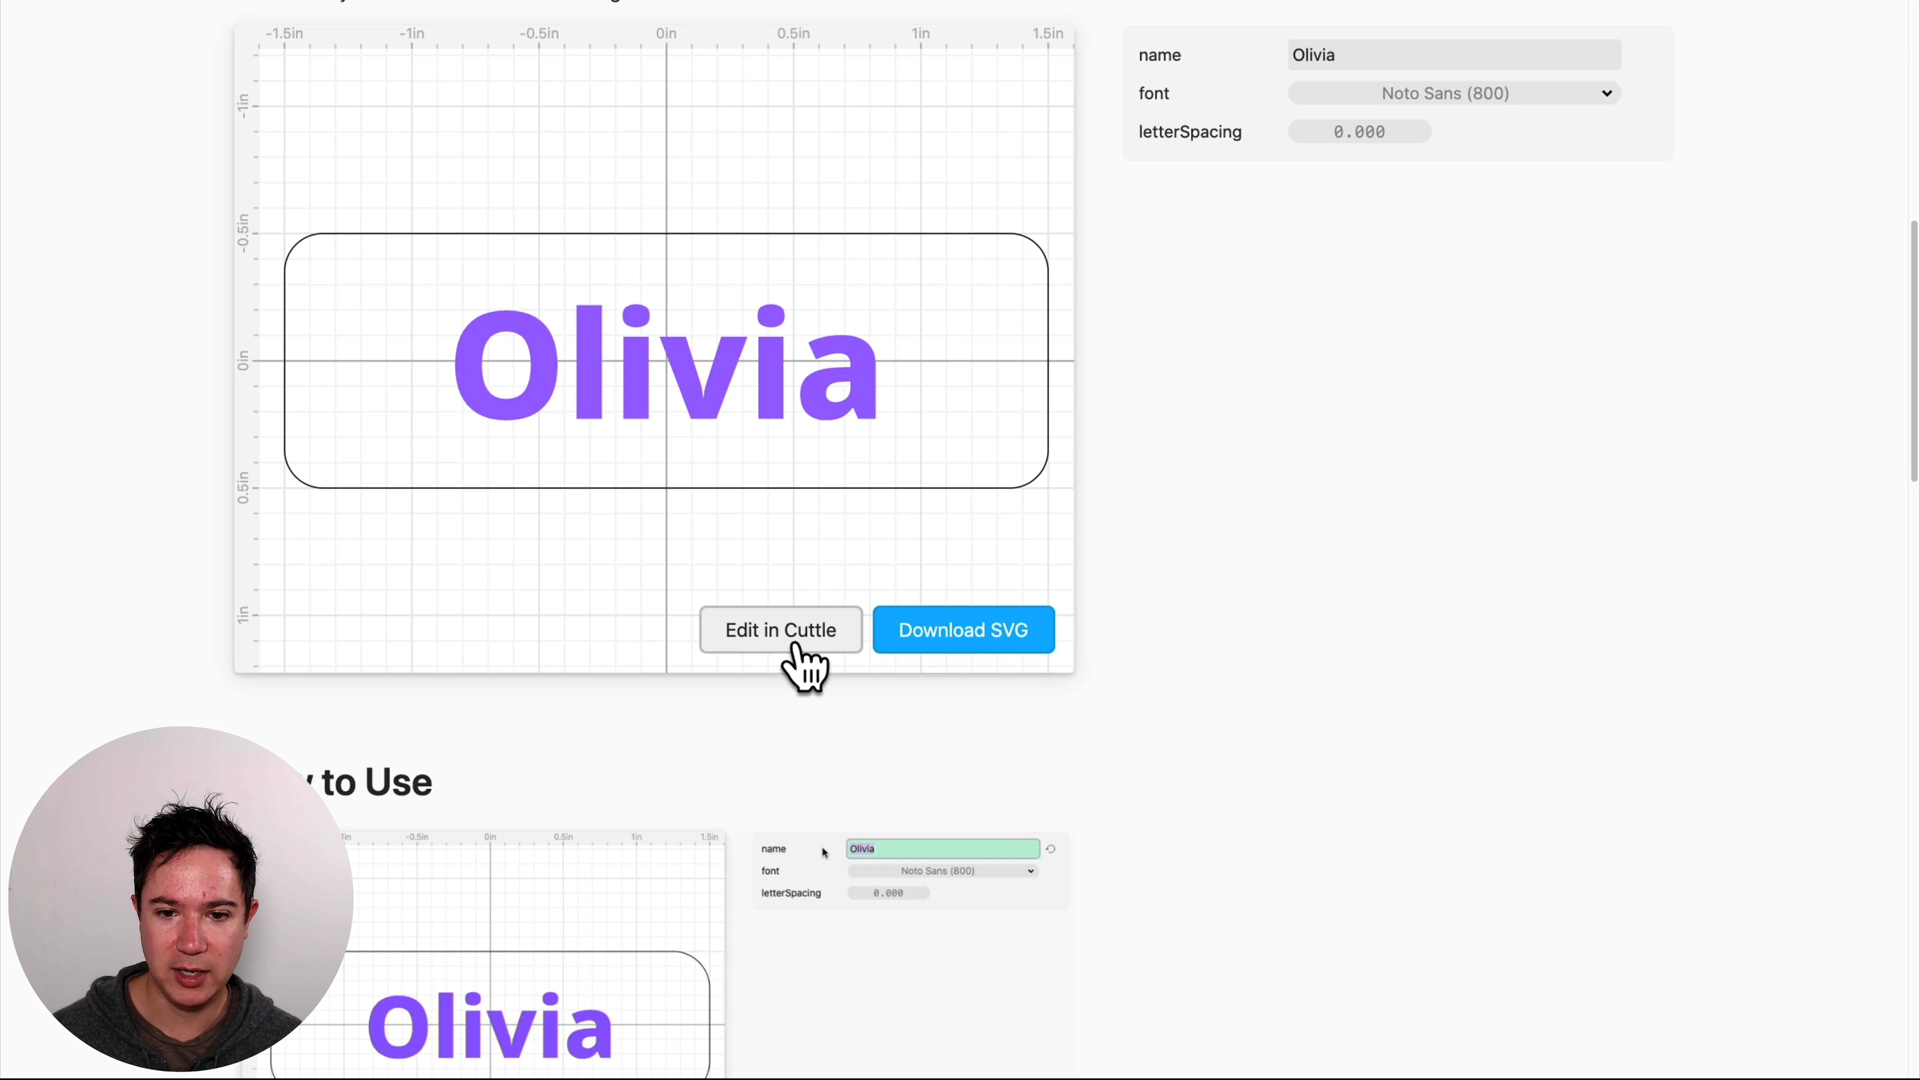 -1.5in -1in -0.5in 0in 0.5in 1in 1.5in
name Olivia
font Noto Sans (800)
letterSpacing 0.000
-1in
-0.5in
0in
0.5in
1in
Olivia
Edit in Cuttle Download SVG
to Use
-0.5in 0in 0.5in 1in 1.5in
name Olivia
font Noto Sans (800)
letterSpacing 0.000
Olivia